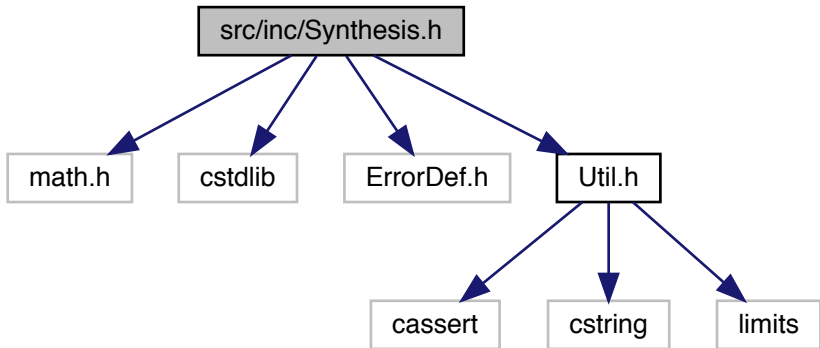 src/inc/Synthesis.h
math.h
cstdlib
ErrorDef.h
Util.h
cassert
cstring
limits